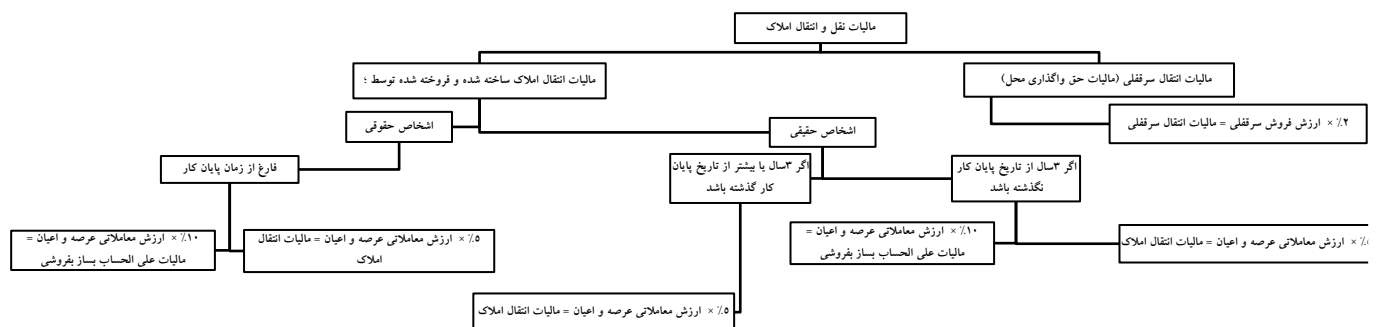 مالیات نقل و انتقال املاک
مالیات انتقال سرقفلی (مالیات حق واگذاری محل)
۲٪ × ارزش فروش سرقفلی = مالیات انتقال سرقفلی
مالیات انتقال املاک ساخته شده و فروخته شده توسط ؛
اشخاص حقیقی
اگر ۳سال از تاریخ پایان کار
نگذشته باشد
× ارزش معاملاتی عرصه و اعیان = مالیات انتقال املاک
۱۰٪ × ارزش معاملاتی عرصه و اعیان =
مالیات علی الحساب بساز بفروشی
اگر ۳سال یا بیشتر از تاریخ پایان
کار گذشته باشد
۵٪ × ارزش معاملاتی عرصه و اعیان = مالیات انتقال املاک
اشخاص حقوقی
فارغ از زمان پایان کار
۵٪ × ارزش معاملاتی عرصه و اعیان = مالیات انتقال
املاک
۱۰٪ × ارزش معاملاتی عرصه و اعیان =
مالیات علی الحساب بساز بفروشی